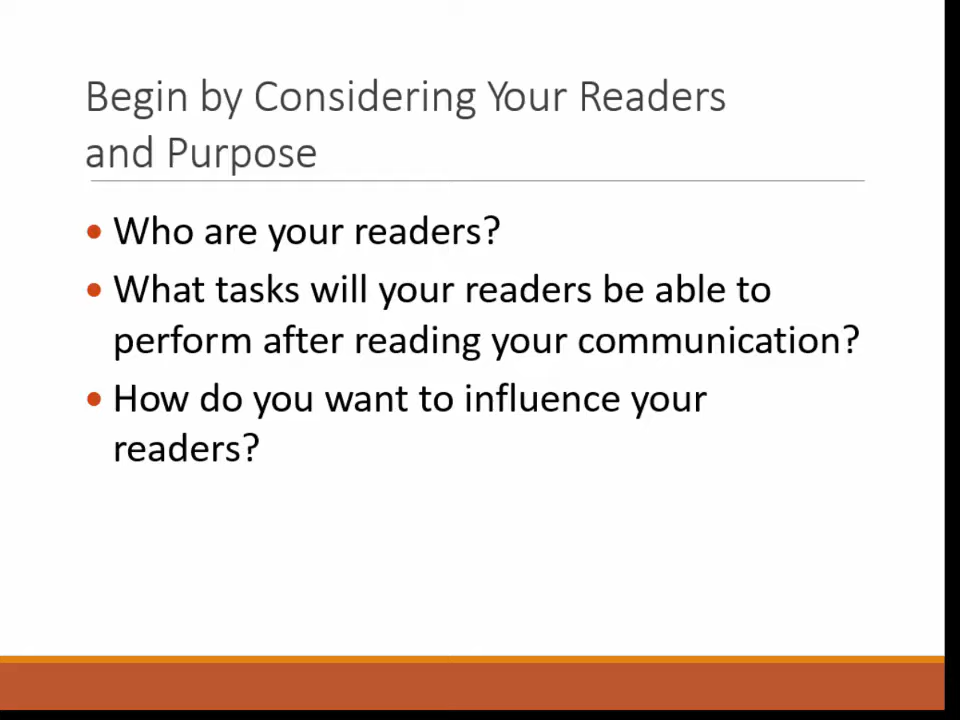 Begin by Considering Your Readers
and Purpose
• Who are your readers?
• What tasks will your readers be able to
perform after reading your communication?
• How do you want to influence your
readers?